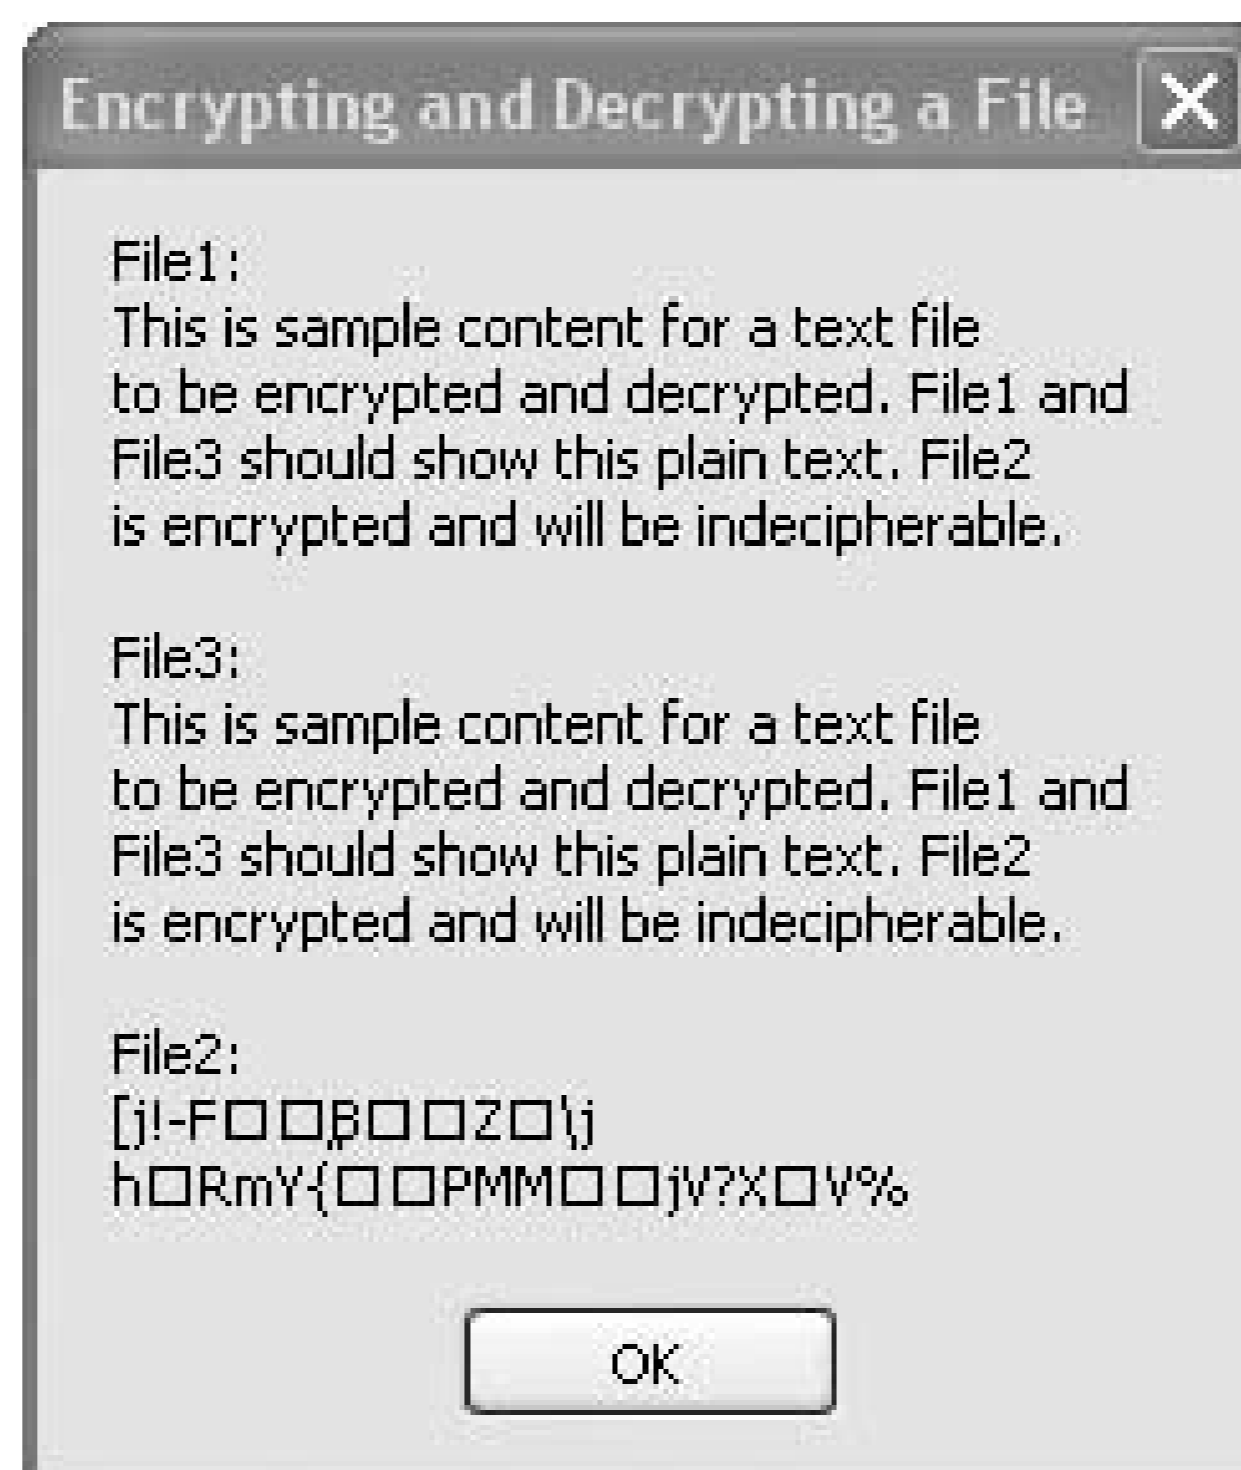 Encrypting and Decrypting a File
File1:
This is sample content for a text file
to be encrypted and decrypted. File1 and
File3 should show this plain text. File2
is encrypted and will be indecipherable.
File3:
This is sample content for a text file
to be encrypted and decrypted. File1 and
File3 should show this plain text. File2
is encrypted and will be indecipherable.
File2:
[j!-F□□β□□Z□\j
h□RmY{□□PMM□□jV?X□V%
OK